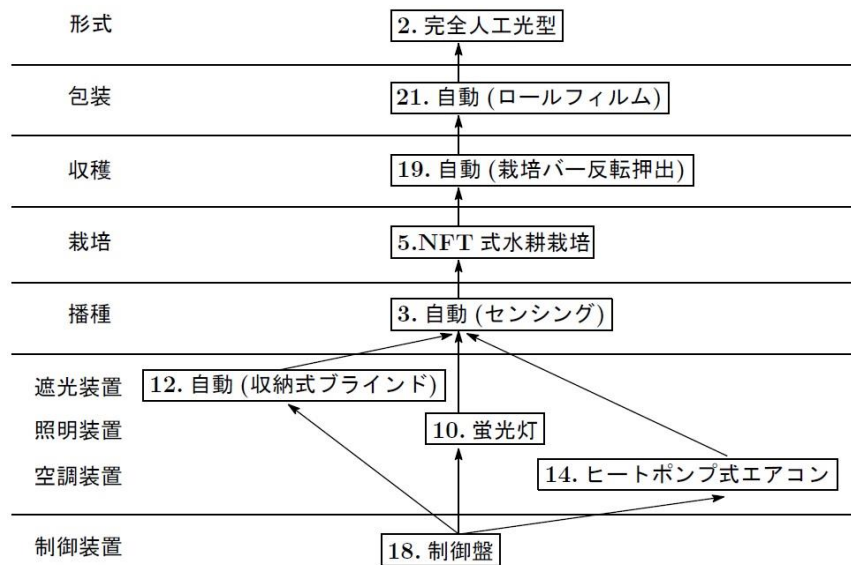 形式
2. 完全人工光型
包装
21. 自動 (ロールフィルム)
収穫
19. 自動 (栽培バー反転押出)
栽培
5.NFT 式水耕栽培
播種
3. 自動 (センシング)
遮光装置
12. 自動 (収納式ブラインド)
照明装置
10. 蛍光灯
空調装置
14. ヒートポンプ式エアコン
制御装置
18. 制御盤